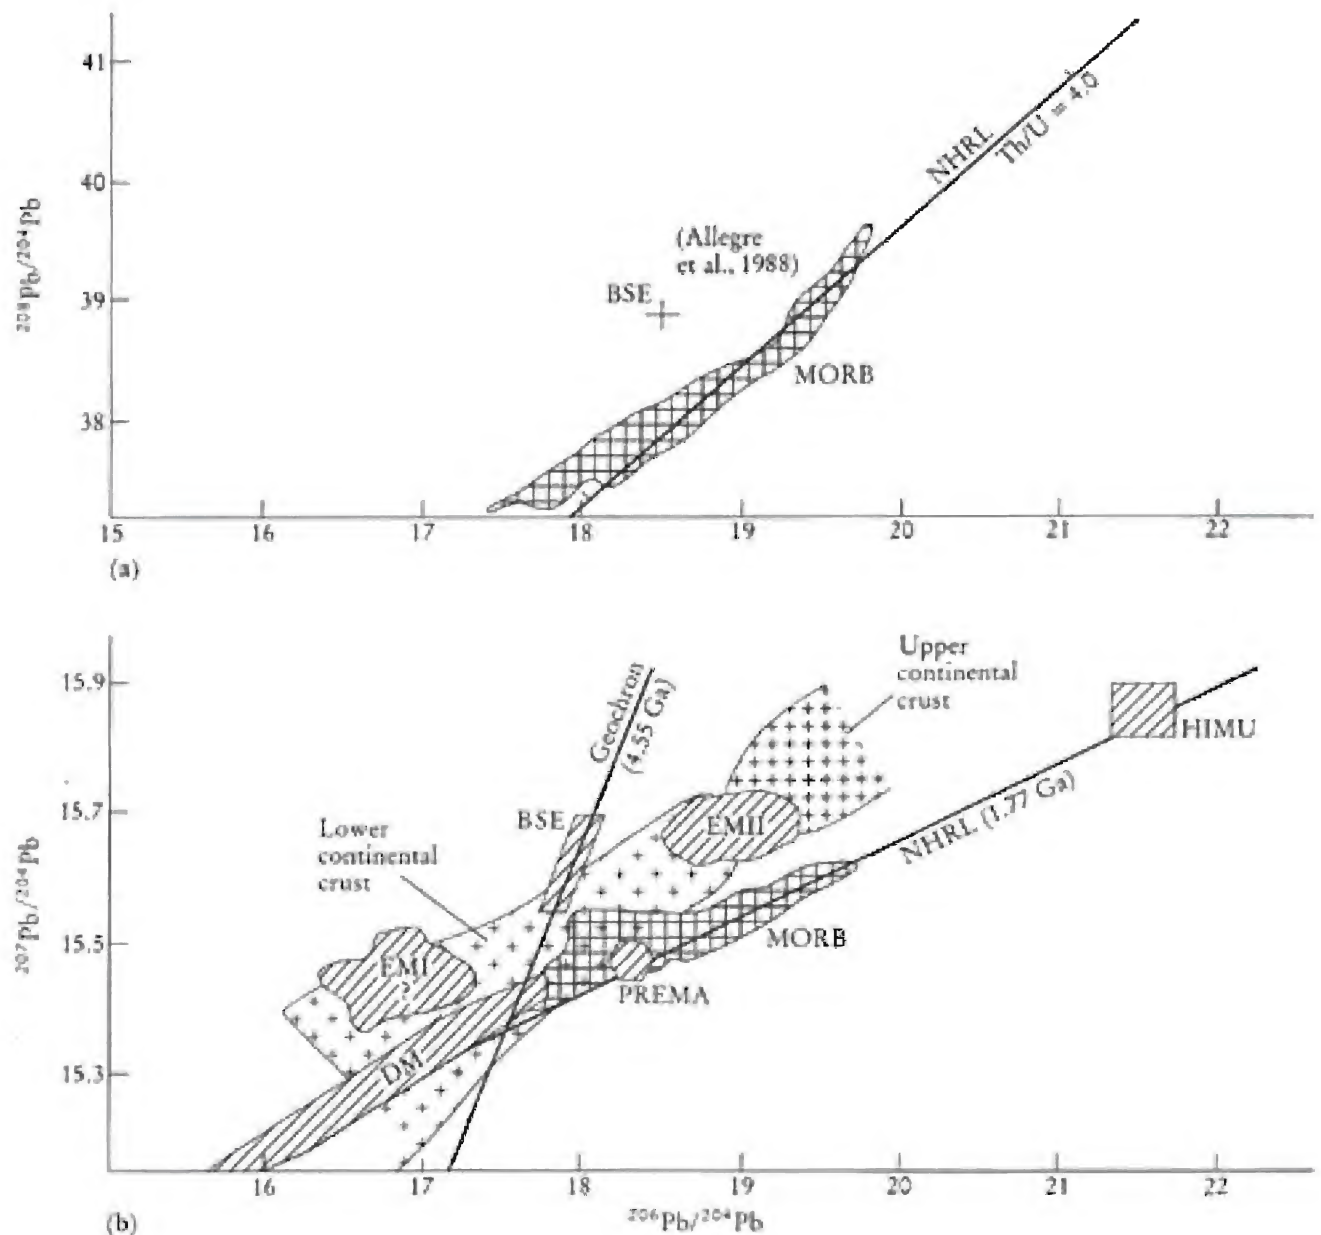 41
40
39
38
²⁰⁸Pb/²⁰⁴Pb
NHRL
Th/U = 4.0
(Allegre
et al., 1988)
BSE
MORB
15 16 17 18 19 20 21 22
(a)
15.9
15.7
15.5
15.3
²⁰⁷Pb/²⁰⁴Pb
Geochron
(4.55 Ga)
Upper
continental
crust
HIMU
NHRL (1.77 Ga)
BSE
EMII
Lower
continental
crust
MORB
EMI
?
PREMA
DM
16 17 18 19 20 21 22
²⁰⁶Pb/²⁰⁴Pb
(b)